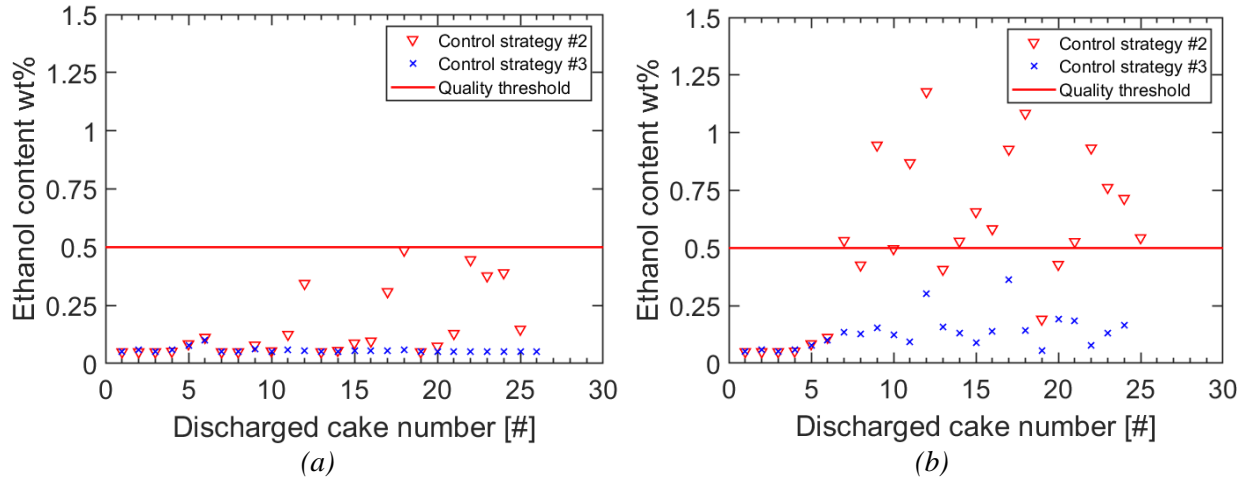 1.5
1.25
1
0.75
0.5
0.25
0
Ethanol content wt%
Control strategy #2
Control strategy #3
Quality threshold
0 5 10 15 20 25 30
Discharged cake number [#]
(a)
1.5
1.25
1
0.75
0.5
0.25
0
Ethanol content wt%
Control strategy #2
Control strategy #3
Quality threshold
0 5 10 15 20 25 30
Discharged cake number [#]
(b)